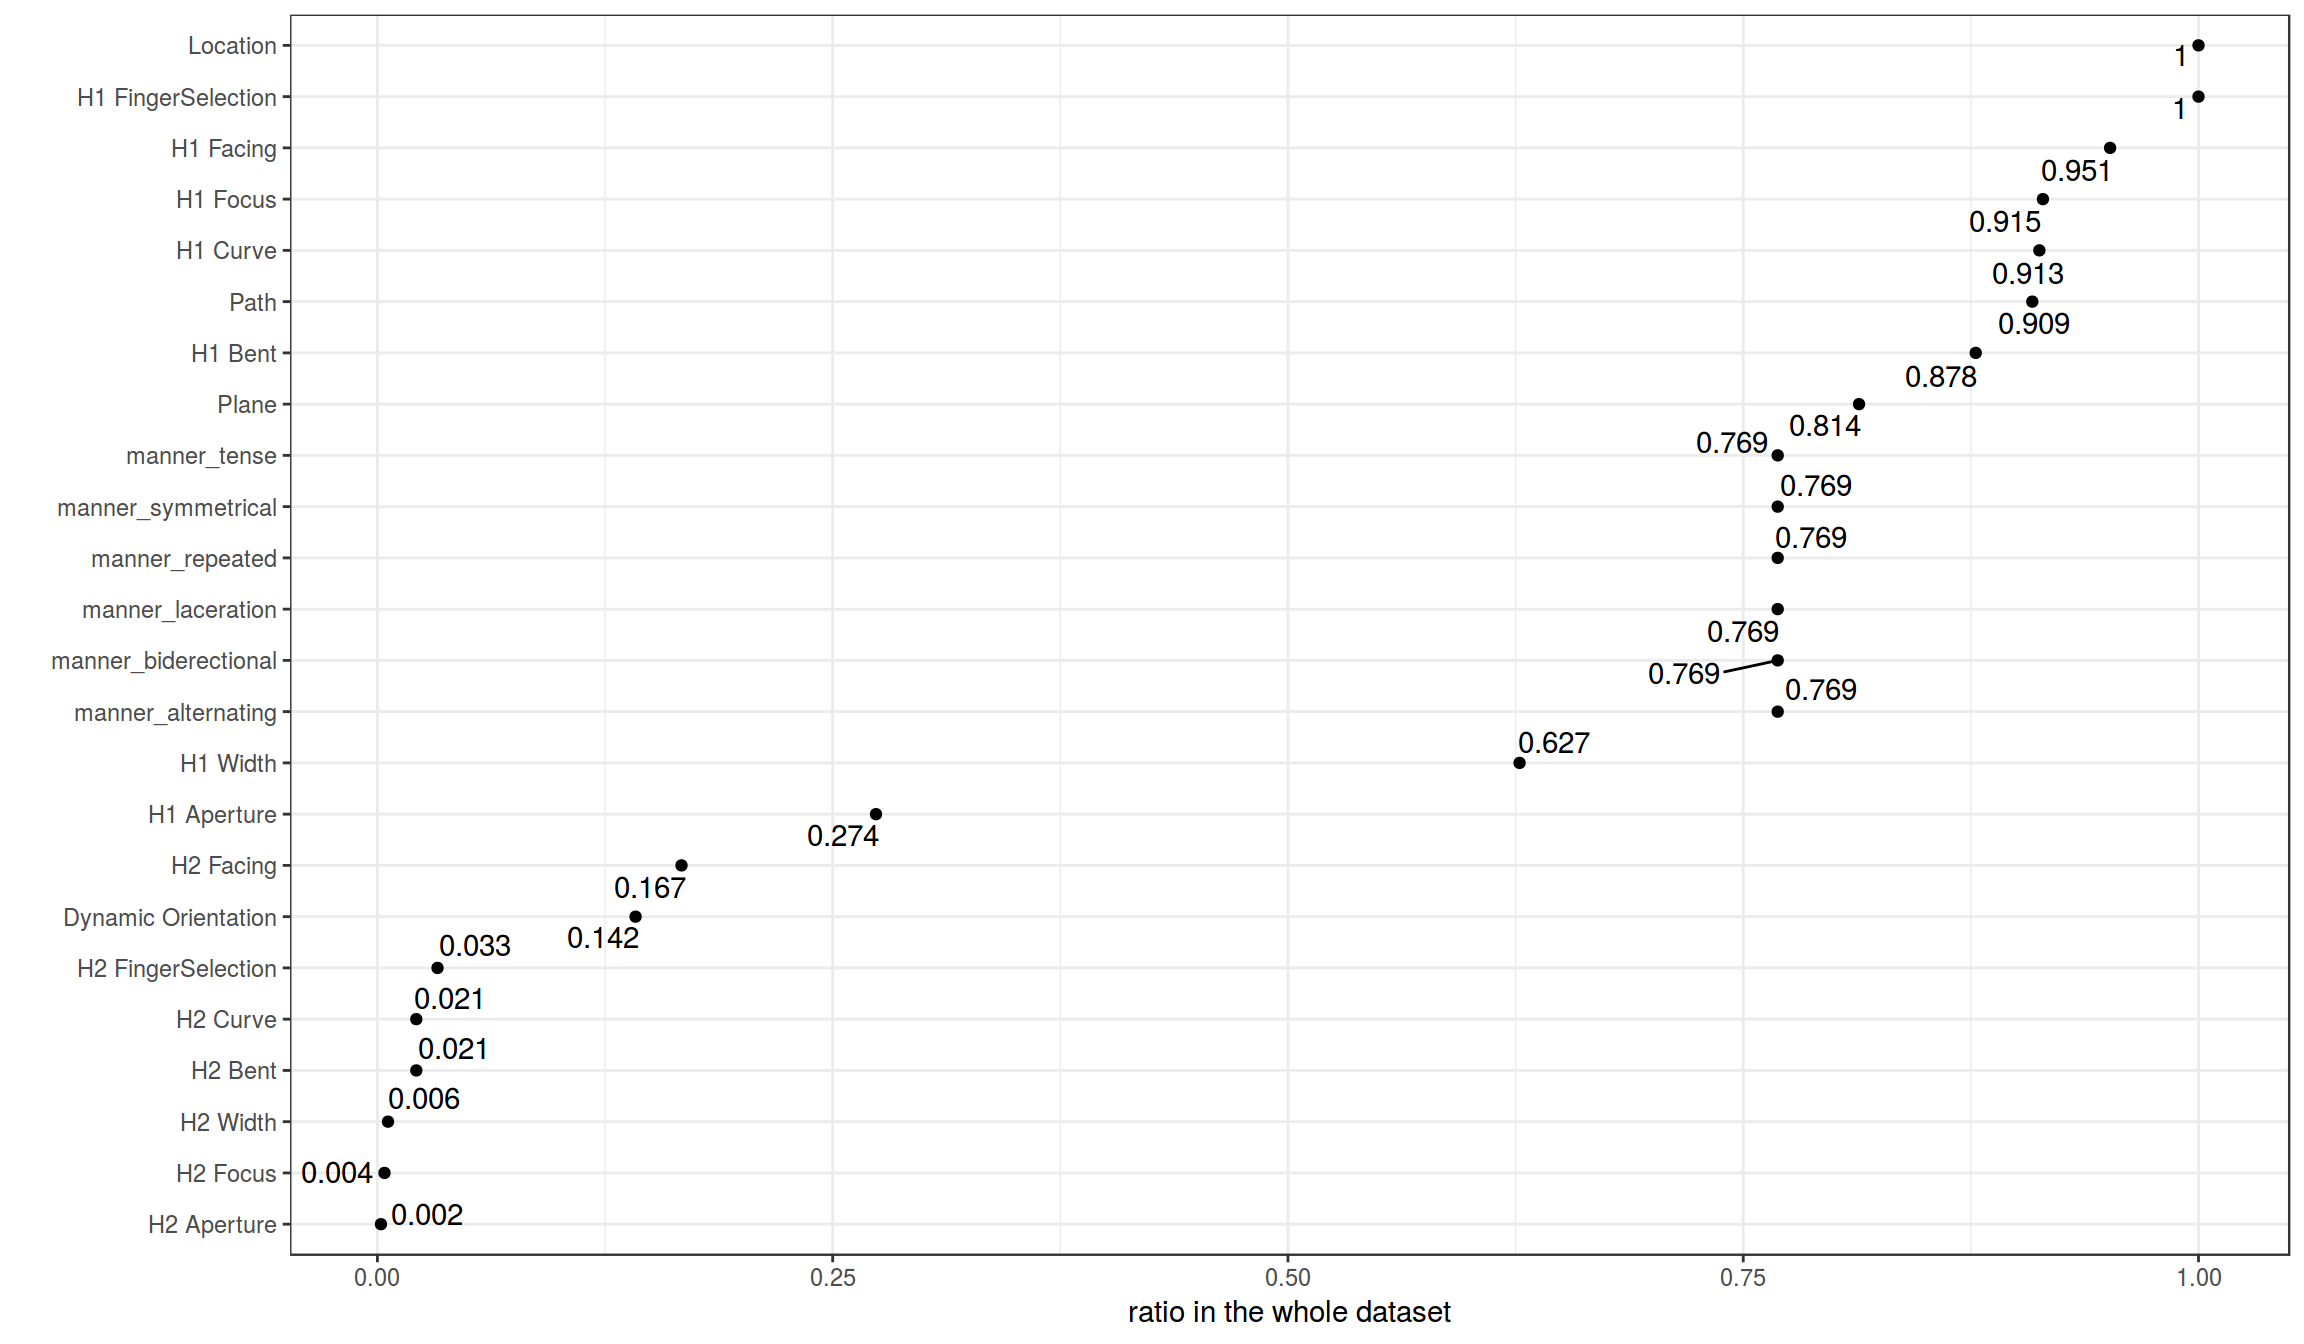 Location
1
H1 FingerSelection
1
H1 Facing
0.951
H1 Focus
0.915
H1 Curve
0.913
Path
0.909
H1 Bent
0.878
Plane
0.814
manner_tense
0.769
manner_symmetrical
0.769
manner_repeated
0.769
manner_laceration
0.769
manner_biderectional
0.769
manner_alternating
0.769
H1 Width
0.627
H1 Aperture
0.274
H2 Facing
0.167
Dynamic Orientation
0.142
H2 FingerSelection
0.033
H2 Curve
0.021
H2 Bent
0.021
H2 Width
0.006
H2 Focus
0.004
H2 Aperture
0.002
0.00 0.25 0.50 0.75 1.00
ratio in the whole dataset